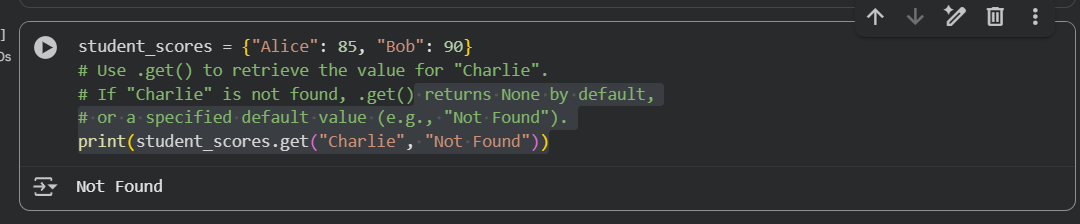 ]
0s
student_scores = {"Alice": 85, "Bob": 90}
# Use .get() to retrieve the value for "Charlie".
# If "Charlie" is not found, .get() returns None by default,
# or a specified default value (e.g., "Not Found").
print(student_scores.get("Charlie", "Not Found"))
Not Found